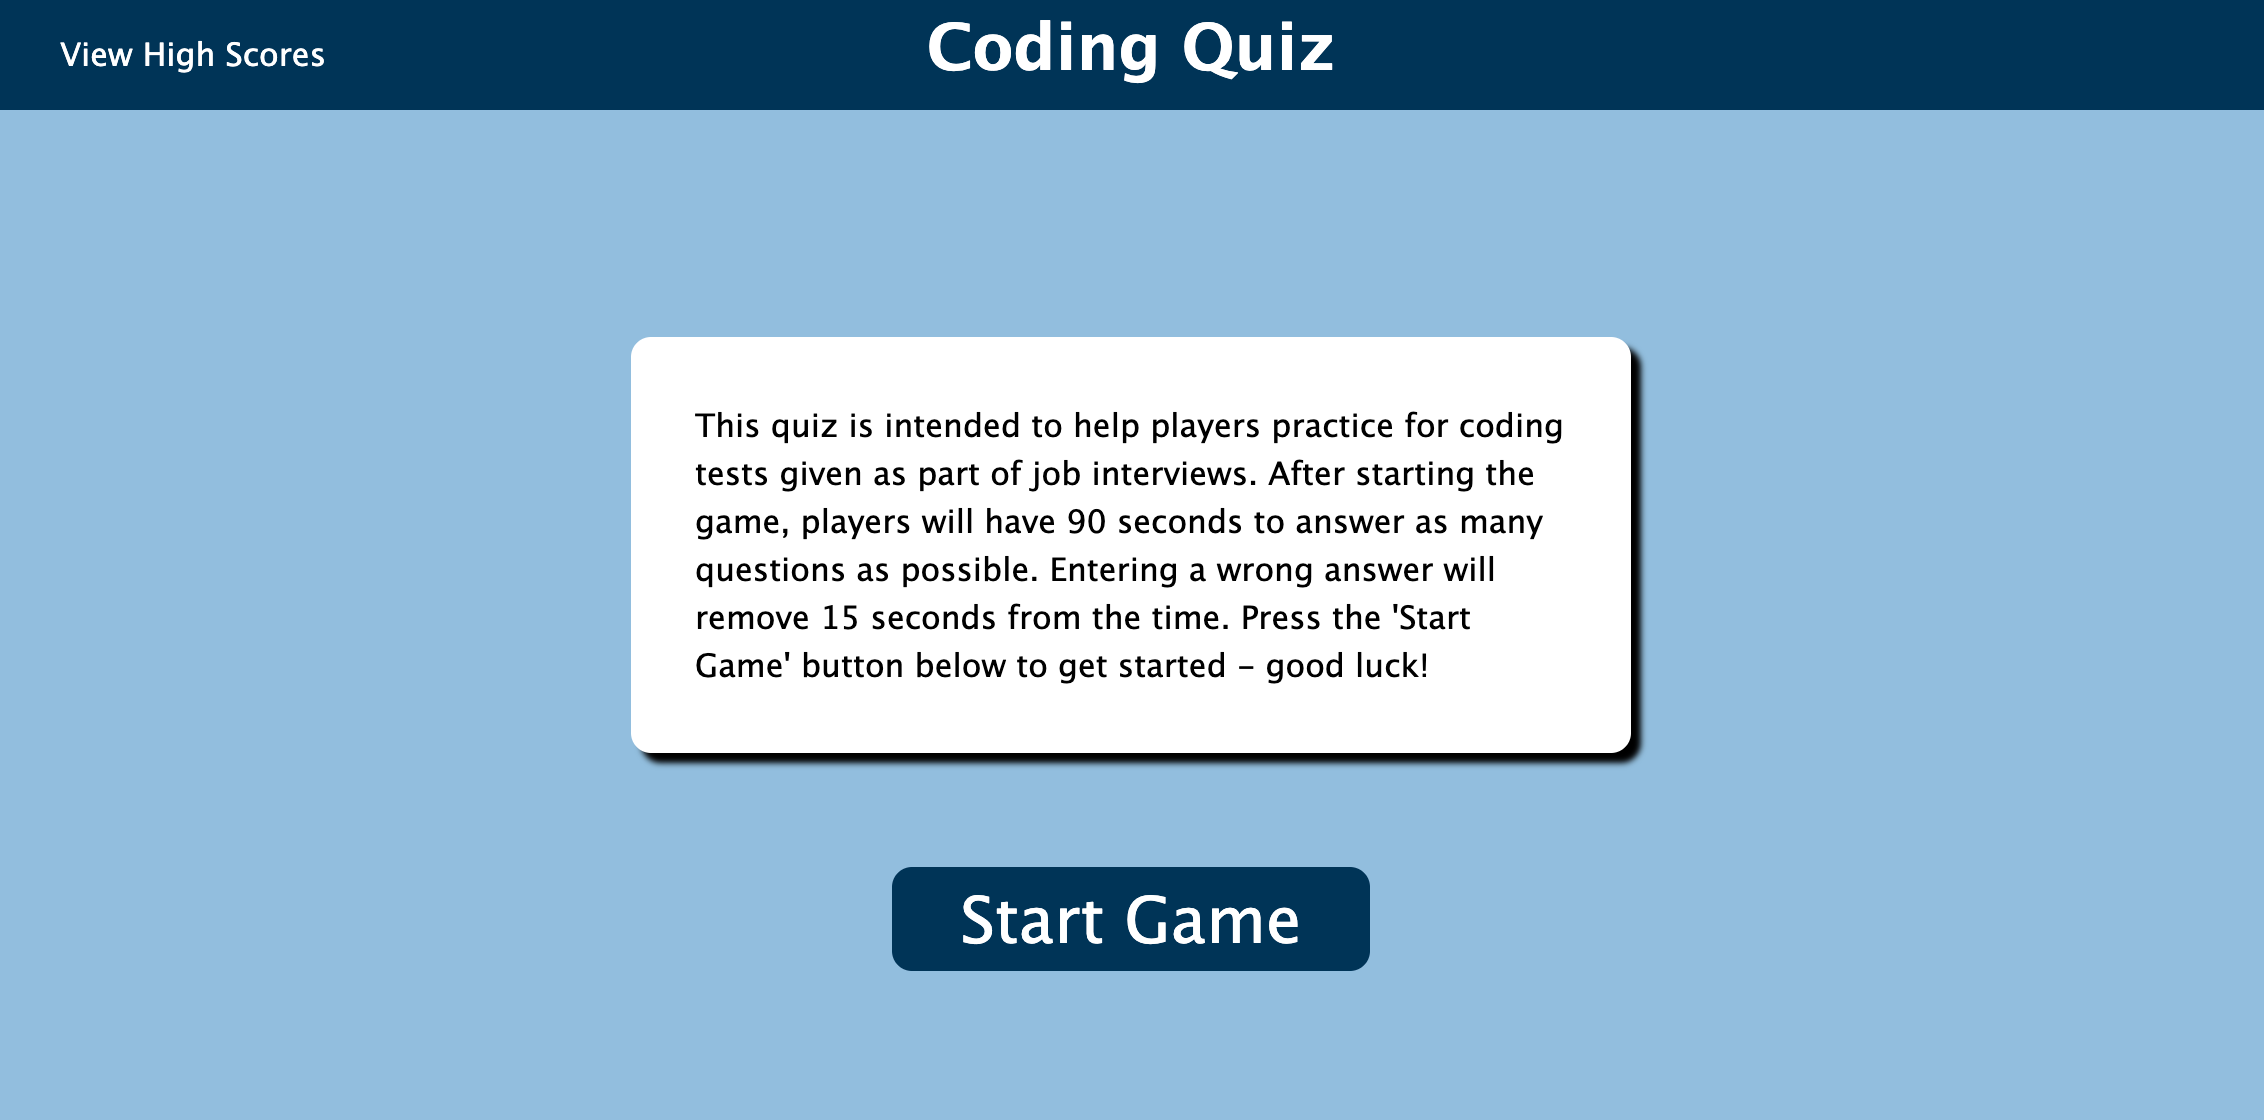 View High Scores
Coding Quiz
This quiz is intended to help players practice for coding
tests given as part of job interviews. After starting the
game, players will have 90 seconds to answer as many
questions as possible. Entering a wrong answer will
remove 15 seconds from the time. Press the 'Start
Game' button below to get started - good luck!
Start Game